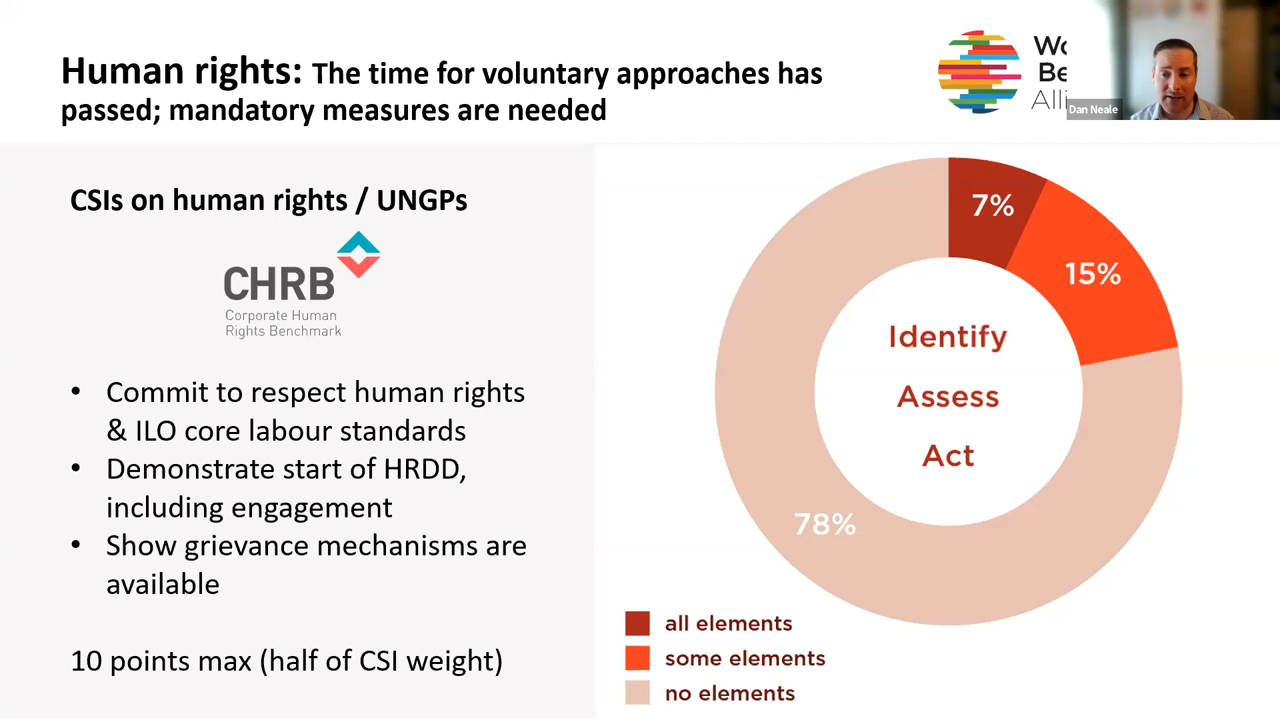 Human rights: The time for voluntary approaches has
passed; mandatory measures are needed
Dan Neale
CSIs on human rights / UNGPs
CHRB
Corporate Human
Rights Benchmark
• Commit to respect human rights
& ILO core labour standards
• Demonstrate start of HRDD,
including engagement
• Show grievance mechanisms are
available
10 points max (half of CSI weight)
7%
15%
78%
Identify
Assess
Act
all elements
some elements
no elements